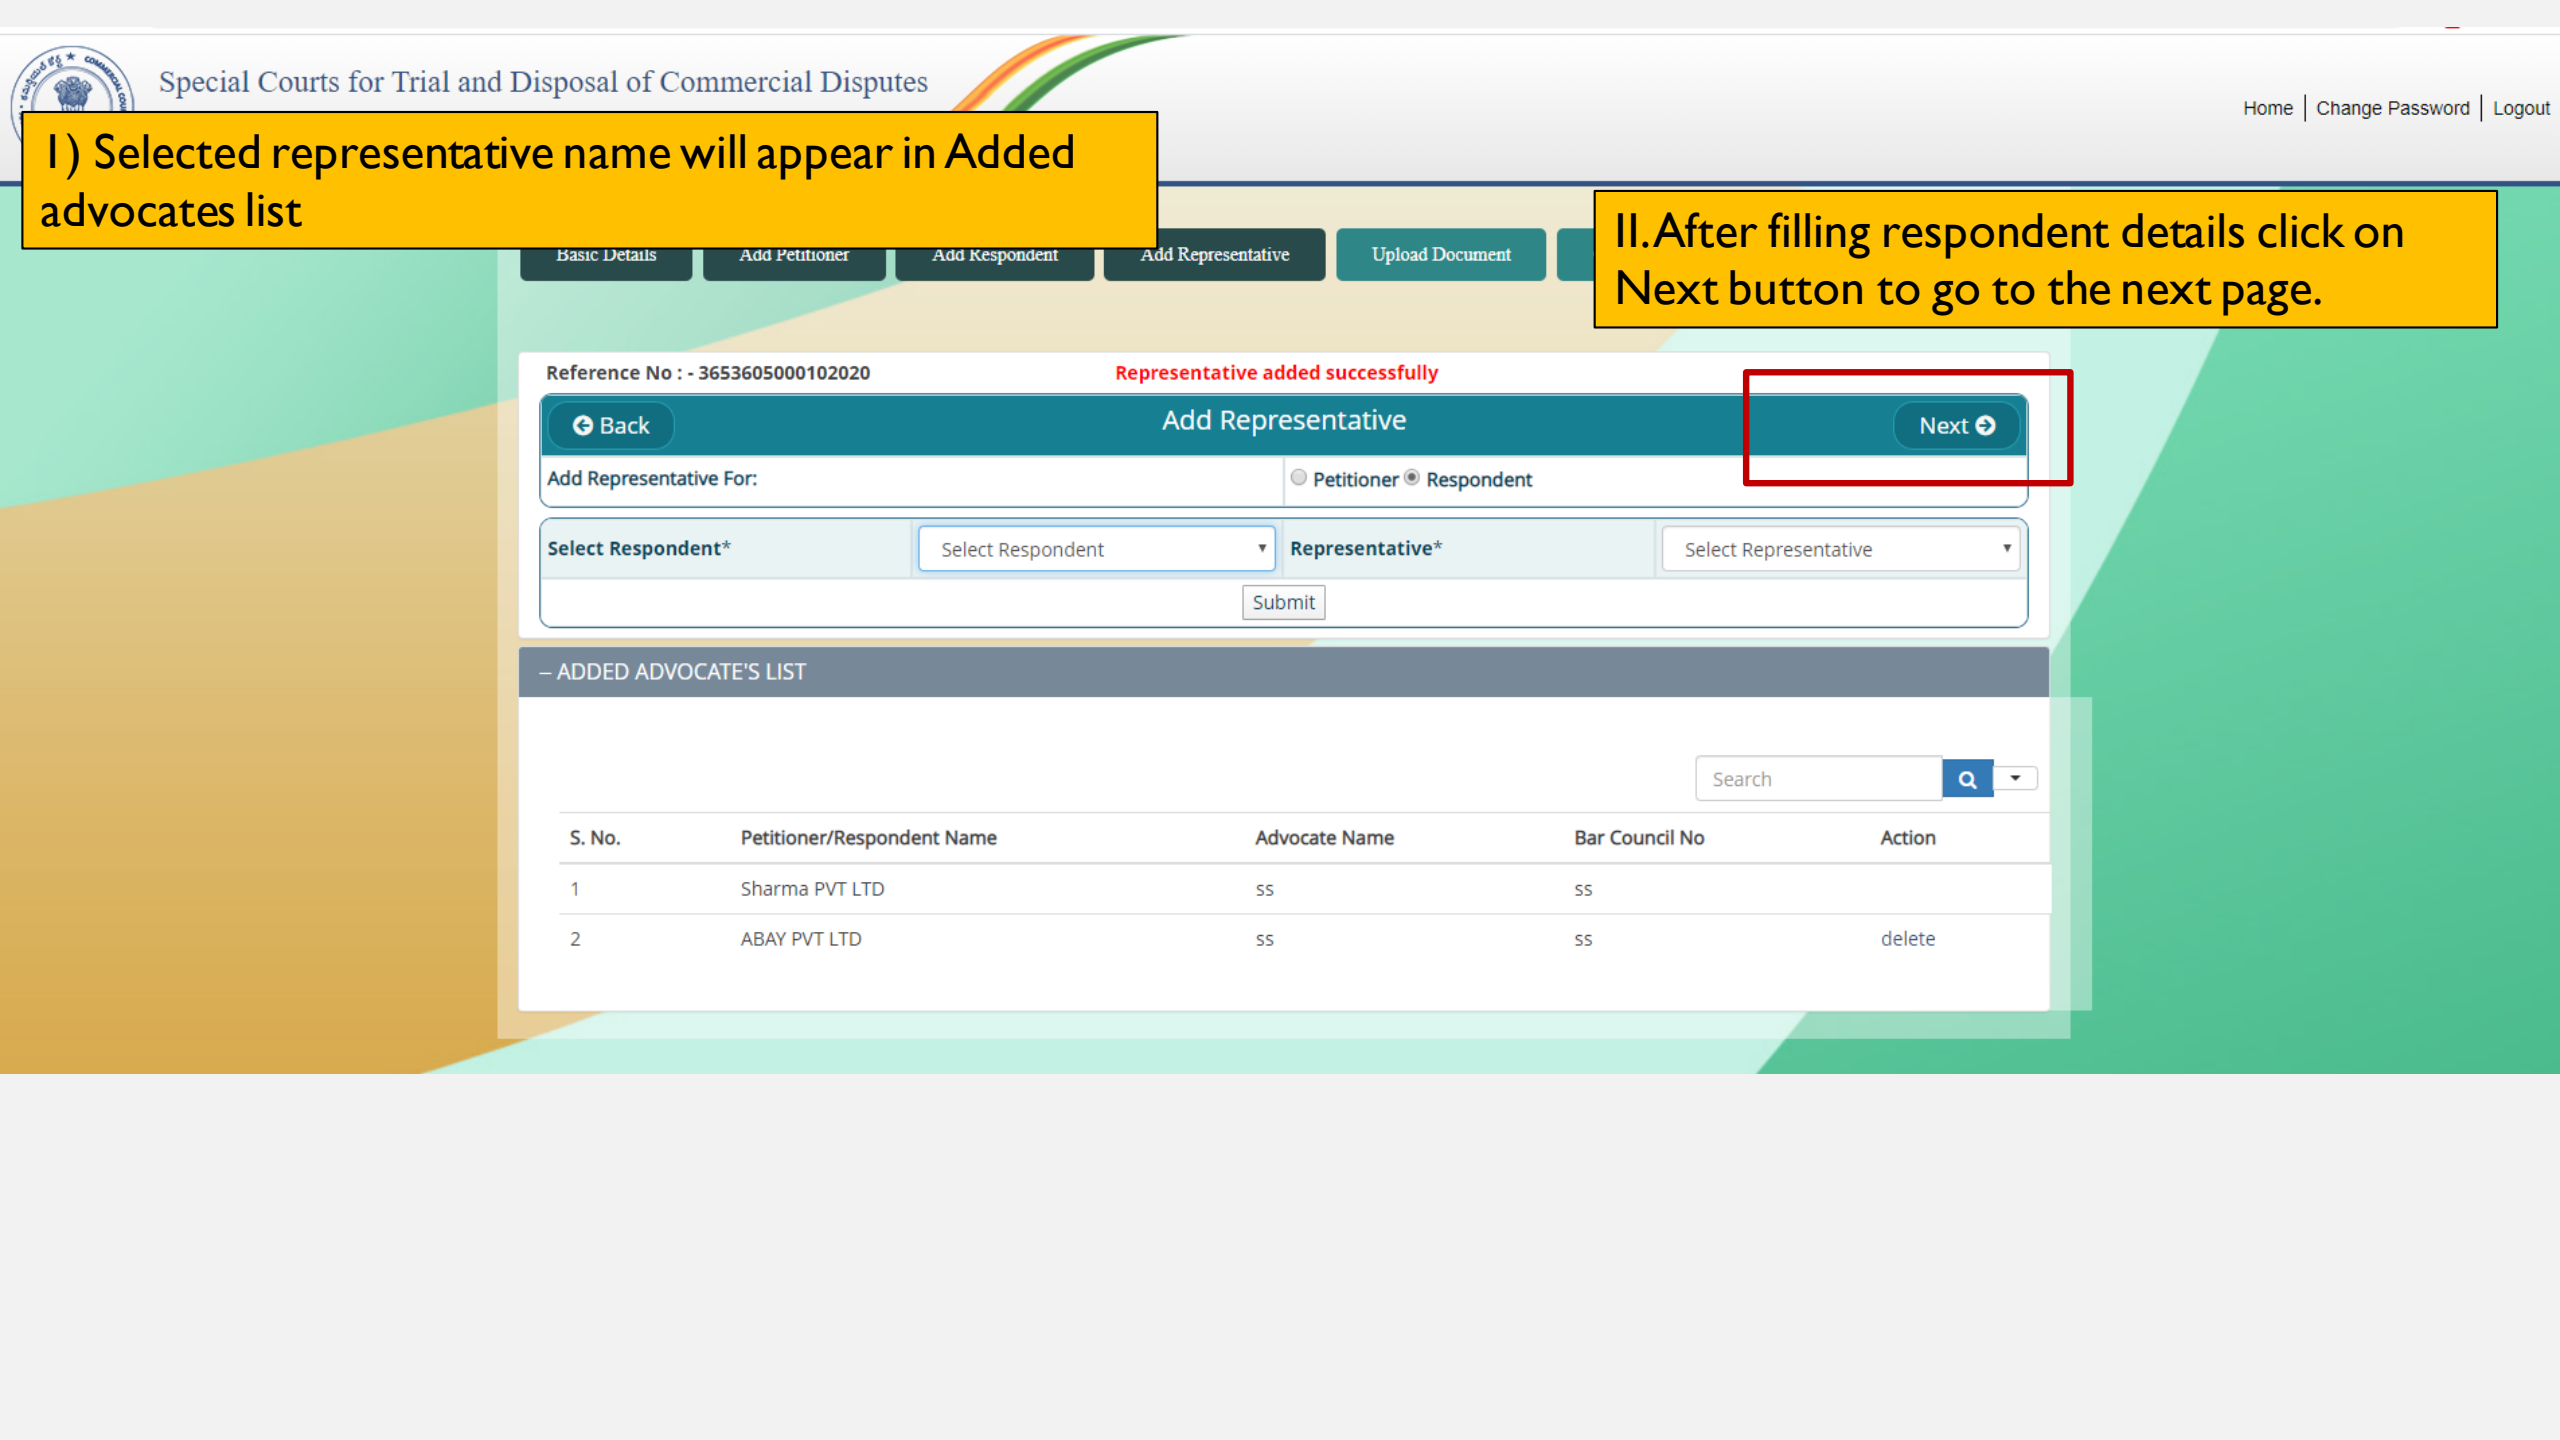 Special Courts for Trial and Disposal of Commercial Disputes
Home | Change Password | Logout
1) Selected representative name will appear in Added
advocates list
II. After filling respondent details click on
Next button to go to the next page.
Basic Details Add Petitioner Add Respondent Add Representative Upload Document
Reference No : - 3653605000102020 Representative added successfully
Back Add Representative Next
Add Representative For: Petitioner Respondent
Select Respondent* Select Respondent Representative* Select Representative
Submit
– ADDED ADVOCATE'S LIST
Search
S. No. Petitioner/Respondent Name Advocate Name Bar Council No Action
1 Sharma PVT LTD ss ss
2 ABAY PVT LTD ss ss delete